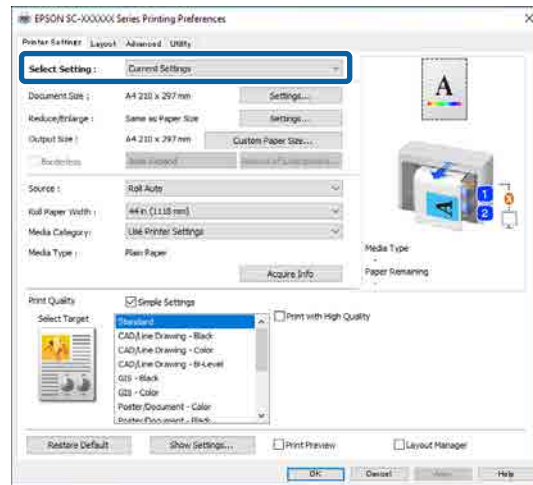 EPSON SC-XXXXXX Series Printing Preferences
Printer Settings Layout Advanced Utility
Select Setting : Current Settings
Document Size : A4 210 x 297 mm Settings...
Reduce/Enlarge : Same as Paper Size Settings...
Output Size : A4 210 x 297 mm Custom Paper Size...
Borderless
Source : Roll Auto
Roll Paper Width : 44 in (1118 mm)
Media Category : Use Printer Settings
Media Type : Plain Paper
Acquire Info
A
A
1
2
Media Type
-
Paper Remaining
-
Print Quality Simple Settings
Select Target
Standard
CAD/Line Drawing - Black
CAD/Line Drawing - Color
CAD/Line Drawing - Bi-Level
GIS - Black
GIS - Color
Poster/Document - Color
Poster/Document - Black
Print with High Quality
Restore Default Show Settings... Print Preview Layout Manager
OK Cancel Help